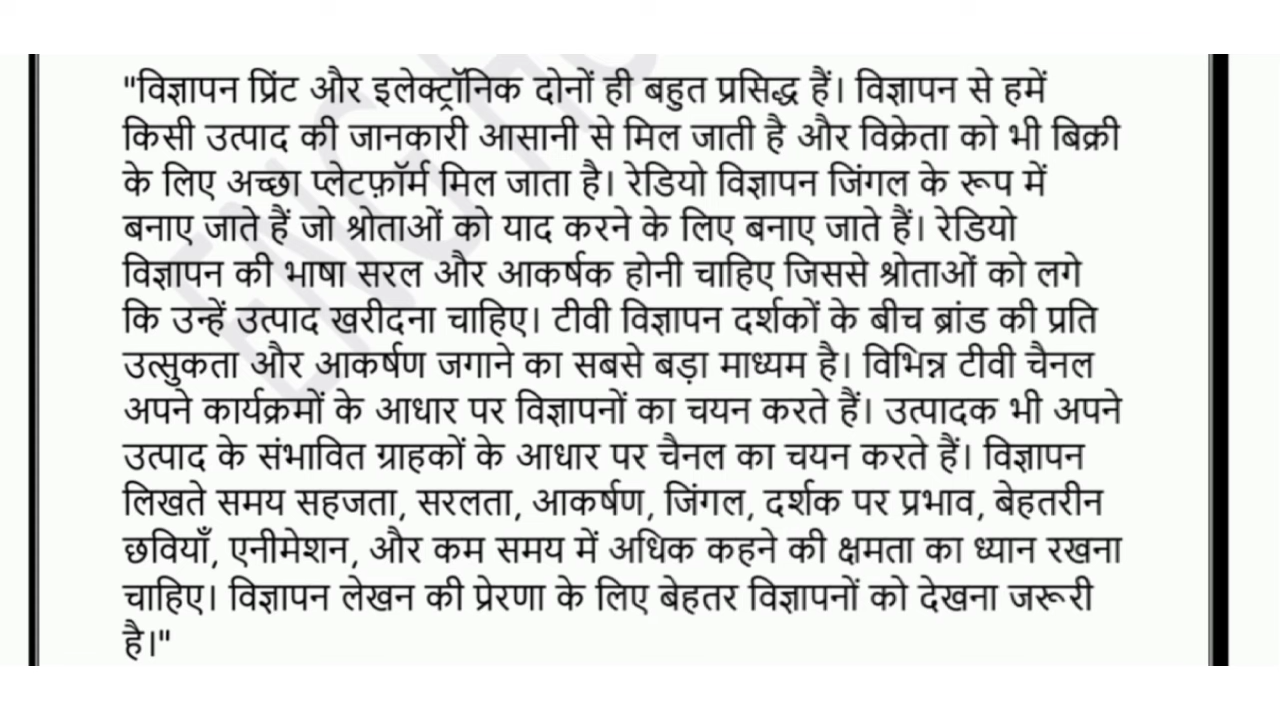 "विज्ञापन प्रिंट और इलेक्ट्रॉनिक दोनों ही बहुत प्रसिद्ध हैं। विज्ञापन से हमें
किसी उत्पाद की जानकारी आसानी से मिल जाती है और विक्रेता को भी बिक्री
के लिए अच्छा प्लेटफ़ॉर्म मिल जाता है। रेडियो विज्ञापन जिंगल के रूप में
बनाए जाते हैं जो श्रोताओं को याद करने के लिए बनाए जाते हैं। रेडियो
विज्ञापन की भाषा सरल और आकर्षक होनी चाहिए जिससे श्रोताओं को लगे
कि उन्हें उत्पाद खरीदना चाहिए। टीवी विज्ञापन दर्शकों के बीच ब्रांड की प्रति
उत्सुकता और आकर्षण जगाने का सबसे बड़ा माध्यम है। विभिन्न टीवी चैनल
अपने कार्यक्रमों के आधार पर विज्ञापनों का चयन करते हैं। उत्पादक भी अपने
उत्पाद के संभावित ग्राहकों के आधार पर चैनल का चयन करते हैं। विज्ञापन
लिखते समय सहजता, सरलता, आकर्षण, जिंगल, दर्शक पर प्रभाव, बेहतरीन
छवियाँ, एनीमेशन, और कम समय में अधिक कहने की क्षमता का ध्यान रखना
चाहिए। विज्ञापन लेखन की प्रेरणा के लिए बेहतर विज्ञापनों को देखना जरूरी
है।"